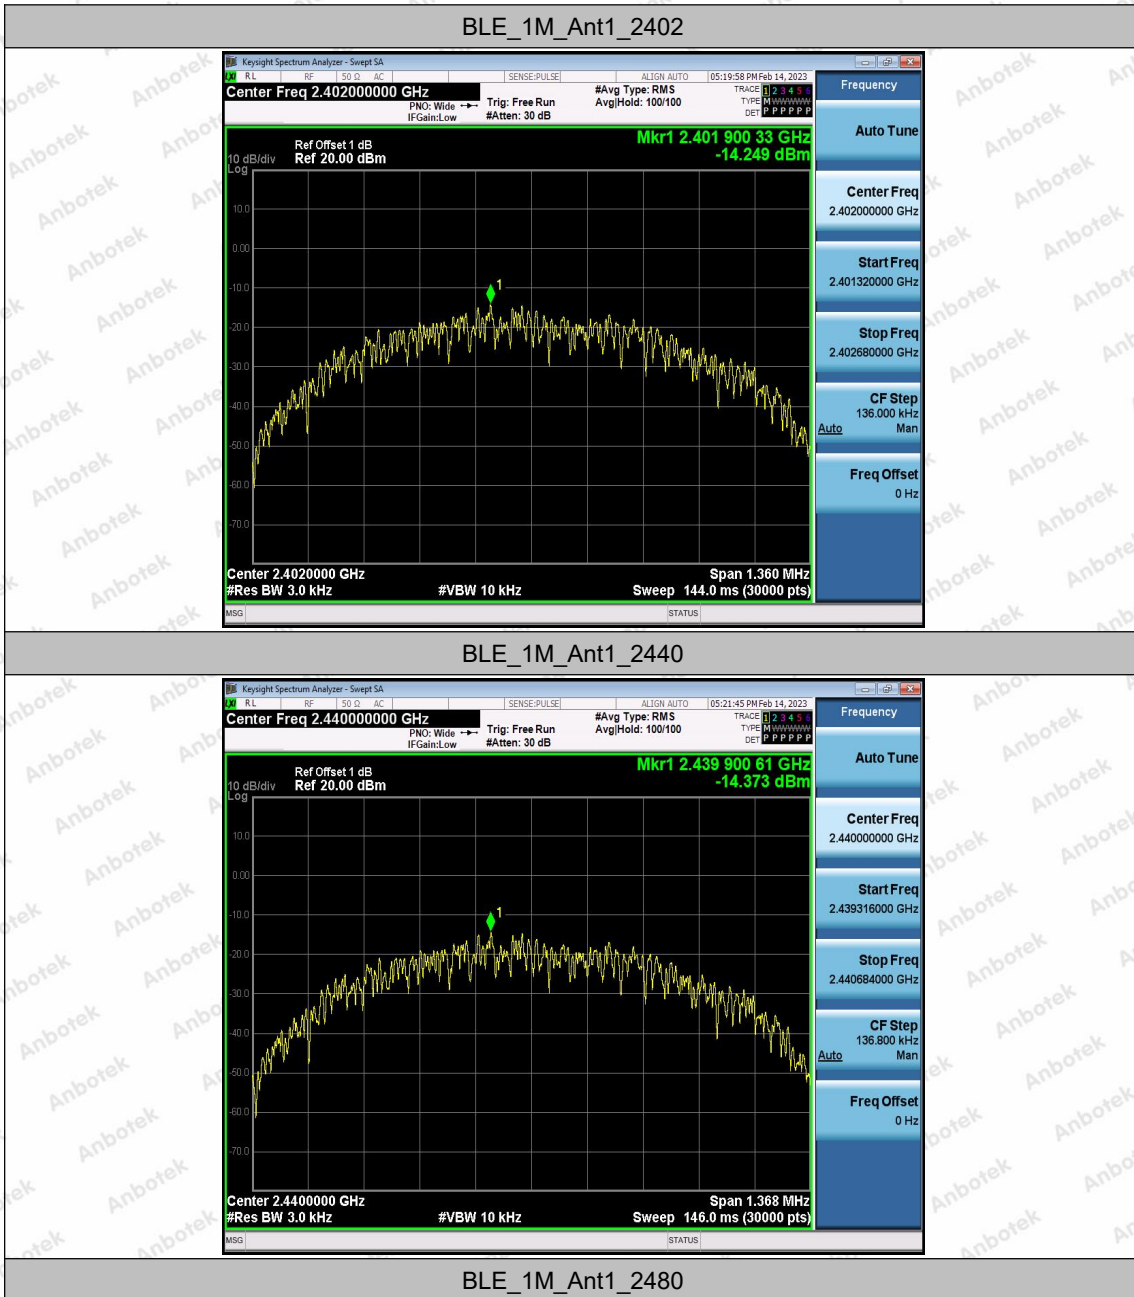 BLE_1M_Ant1_2402
Keysight Spectrum Analyzer - Swept SA
LXI RL RF 50 Ω AC SENSE:PULSE ALIGN AUTO 05:19:58 PM Feb 14, 2023
Center Freq 2.402000000 GHz
PNO: Wide
IFGain:Low
Trig: Free Run
#Atten: 30 dB
#Avg Type: RMS
Avg|Hold: 100/100
TRACE 1 2 3 4 5 6
TYPE M WWWWW
DET P P P P P P
Frequency
Auto Tune
Center Freq
2.402000000 GHz
Start Freq
2.401320000 GHz
Stop Freq
2.402680000 GHz
CF Step
136.000 kHz
Auto Man
Freq Offset
0 Hz
Mkr1 2.401 900 33 GHz
-14.249 dBm
Ref Offset 1 dB
10 dB/div Ref 20.00 dBm
Log
10.0
0.00
1
-10.0
-20.0
-30.0
-40.0
-50.0
-60.0
-70.0
Center 2.4020000 GHz Span 1.360 MHz
#Res BW 3.0 kHz #VBW 10 kHz Sweep 144.0 ms (30000 pts)
MSG STATUS
BLE_1M_Ant1_2440
Keysight Spectrum Analyzer - Swept SA
LXI RL RF 50 Ω AC SENSE:PULSE ALIGN AUTO 05:21:45 PM Feb 14, 2023
Center Freq 2.440000000 GHz
PNO: Wide
IFGain:Low
Trig: Free Run
#Atten: 30 dB
#Avg Type: RMS
Avg|Hold: 100/100
TRACE 1 2 3 4 5 6
TYPE M WWWWW
DET P P P P P P
Frequency
Auto Tune
Center Freq
2.440000000 GHz
Start Freq
2.439316000 GHz
Stop Freq
2.440684000 GHz
CF Step
136.800 kHz
Auto Man
Freq Offset
0 Hz
Mkr1 2.439 900 61 GHz
-14.373 dBm
Ref Offset 1 dB
10 dB/div Ref 20.00 dBm
Log
10.0
0.00
1
-10.0
-20.0
-30.0
-40.0
-50.0
-60.0
-70.0
Center 2.4400000 GHz Span 1.368 MHz
#Res BW 3.0 kHz #VBW 10 kHz Sweep 146.0 ms (30000 pts)
MSG STATUS
BLE_1M_Ant1_2480